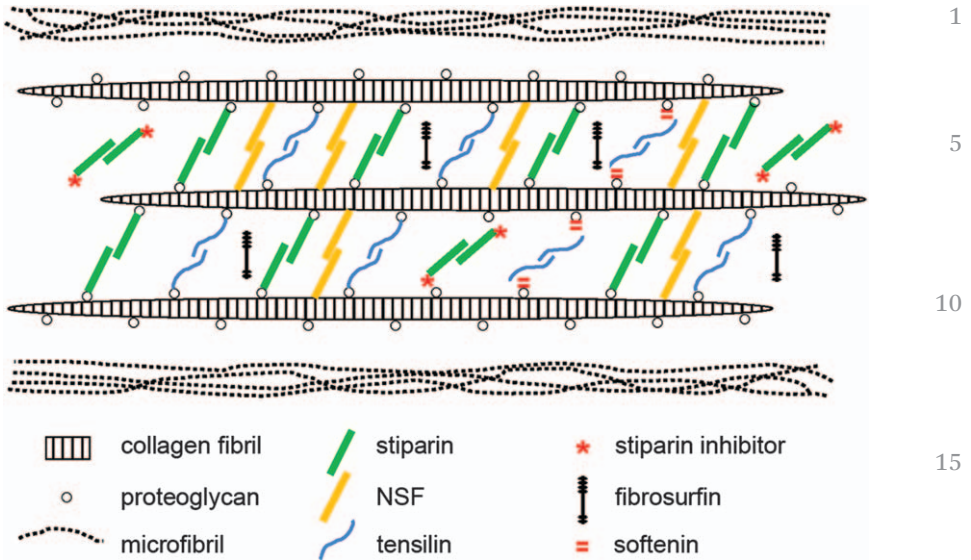 1
5
10
collagen fibril stiparin stiparin inhibitor
15
proteoglycan NSF fibrosurfin
microfibril tensilin softenin